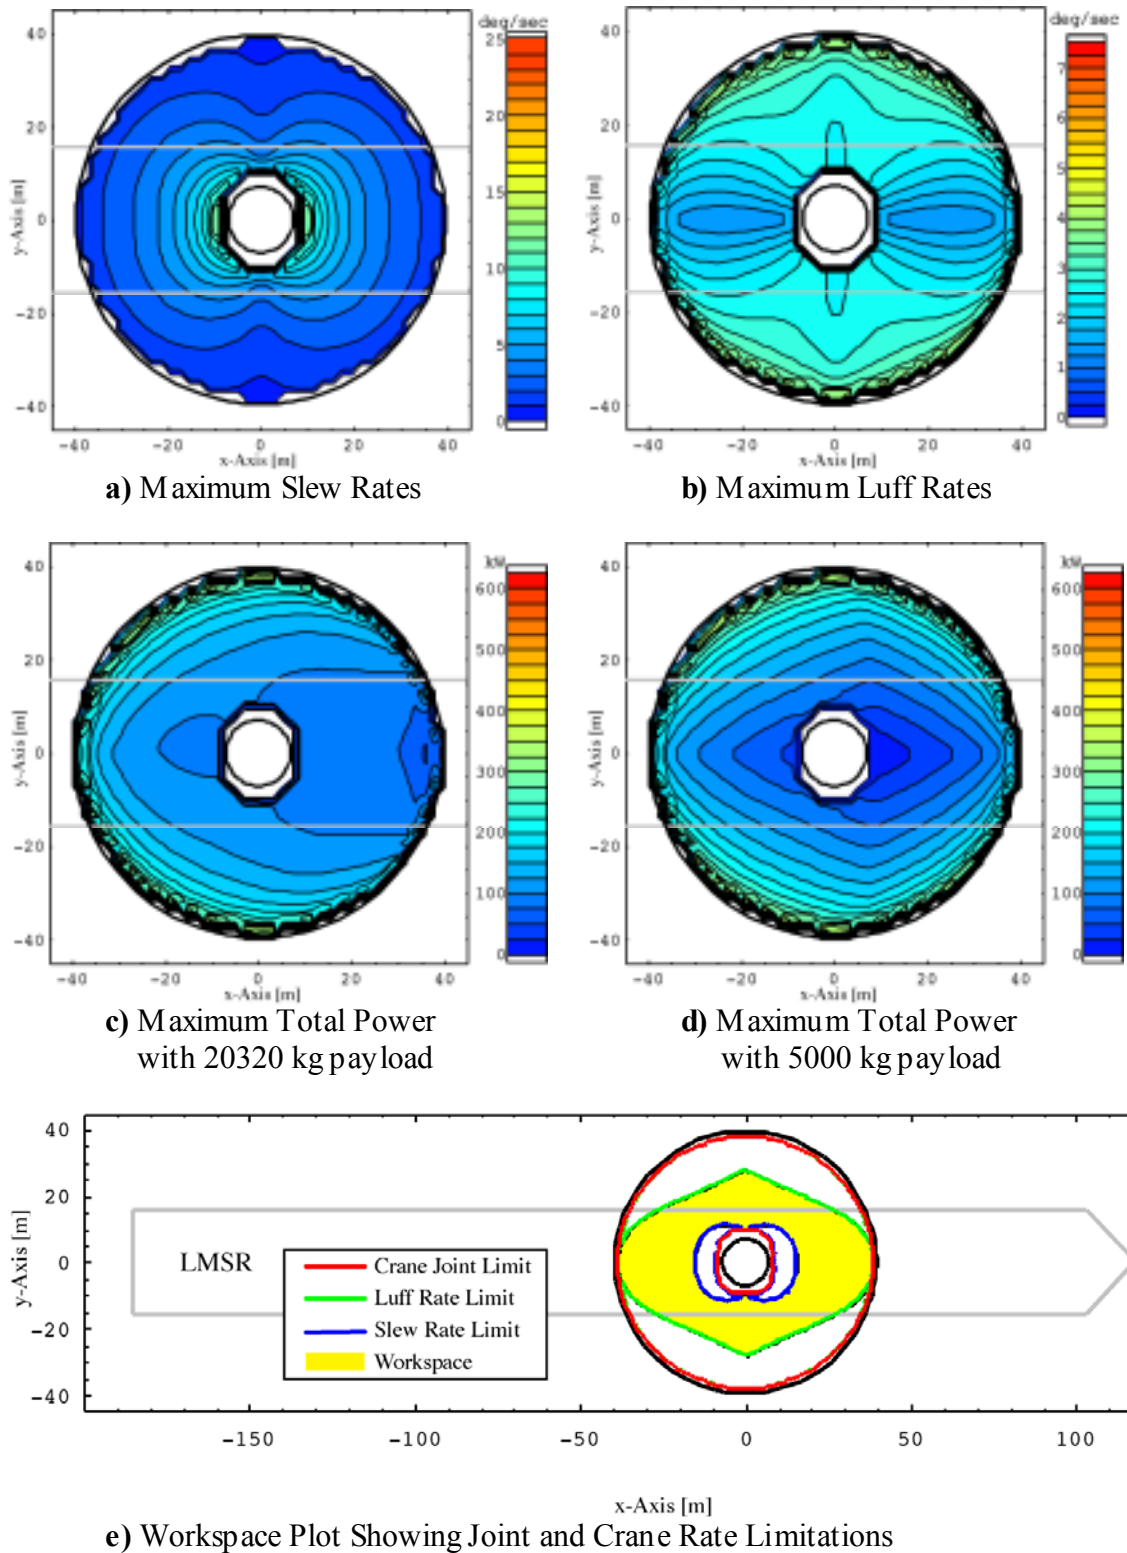 deg/sec
deg/sec
40
20
0
-20
-40
y-Axis [m]
-40 -20 0 20 40
x-Axis [m]
25
20
15
10
5
0
40
20
0
-20
-40
y-Axis [m]
-40 -20 0 20 40
x-Axis [m]
7
6
5
4
3
2
1
0
a) Maximum Slew Rates
b) Maximum Luff Rates
kW
kW
40
20
0
-20
-40
y-Axis [m]
-40 -20 0 20 40
x-Axis [m]
600
500
400
300
200
100
0
40
20
0
-20
-40
y-Axis [m]
-40 -20 0 20 40
x-Axis [m]
600
500
400
300
200
100
0
c) Maximum Total Power
with 20320 kg payload
d) Maximum Total Power
with 5000 kg payload
40
20
0
-20
-40
y-Axis [m]
LMSR
Crane Joint Limit
Luff Rate Limit
Slew Rate Limit
Workspace
-150 -100 -50 0 50 100
x-Axis [m]
e) Workspace Plot Showing Joint and Crane Rate Limitations